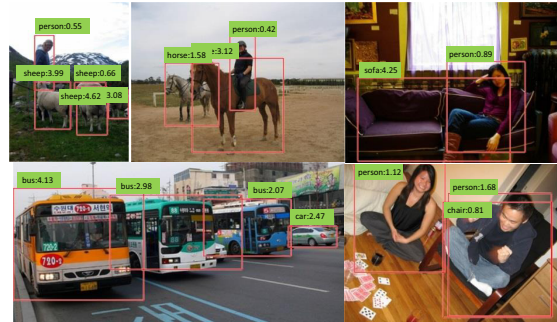 person:0.55
sheep:3.99
sheep:0.66
sheep:4.62
3.08
person:0.42
horse:1.58
e:3.12
person:0.89
sofa:4.25
bus:4.13
bus:2.98
bus:2.07
car:2.47
720-2
720-1
person:1.12
person:1.68
chair:0.81